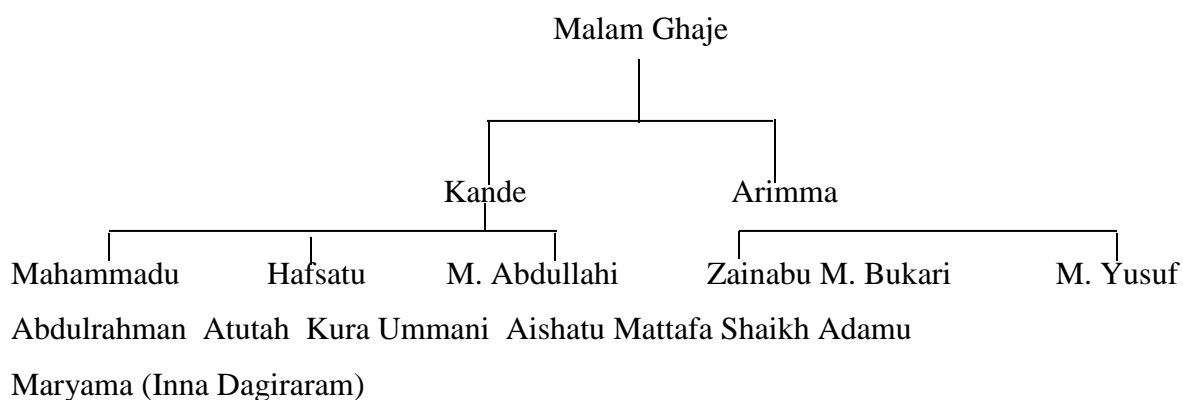 Malam Ghaje
Kande Arimma
Mahammadu Hafsatu M. Abdullahi Zainabu M. Bukari M. Yusuf
Abdulrahman Atutah Kura Ummani Aishatu Mattafa Shaikh Adamu
Maryama (Inna Dagiraram)